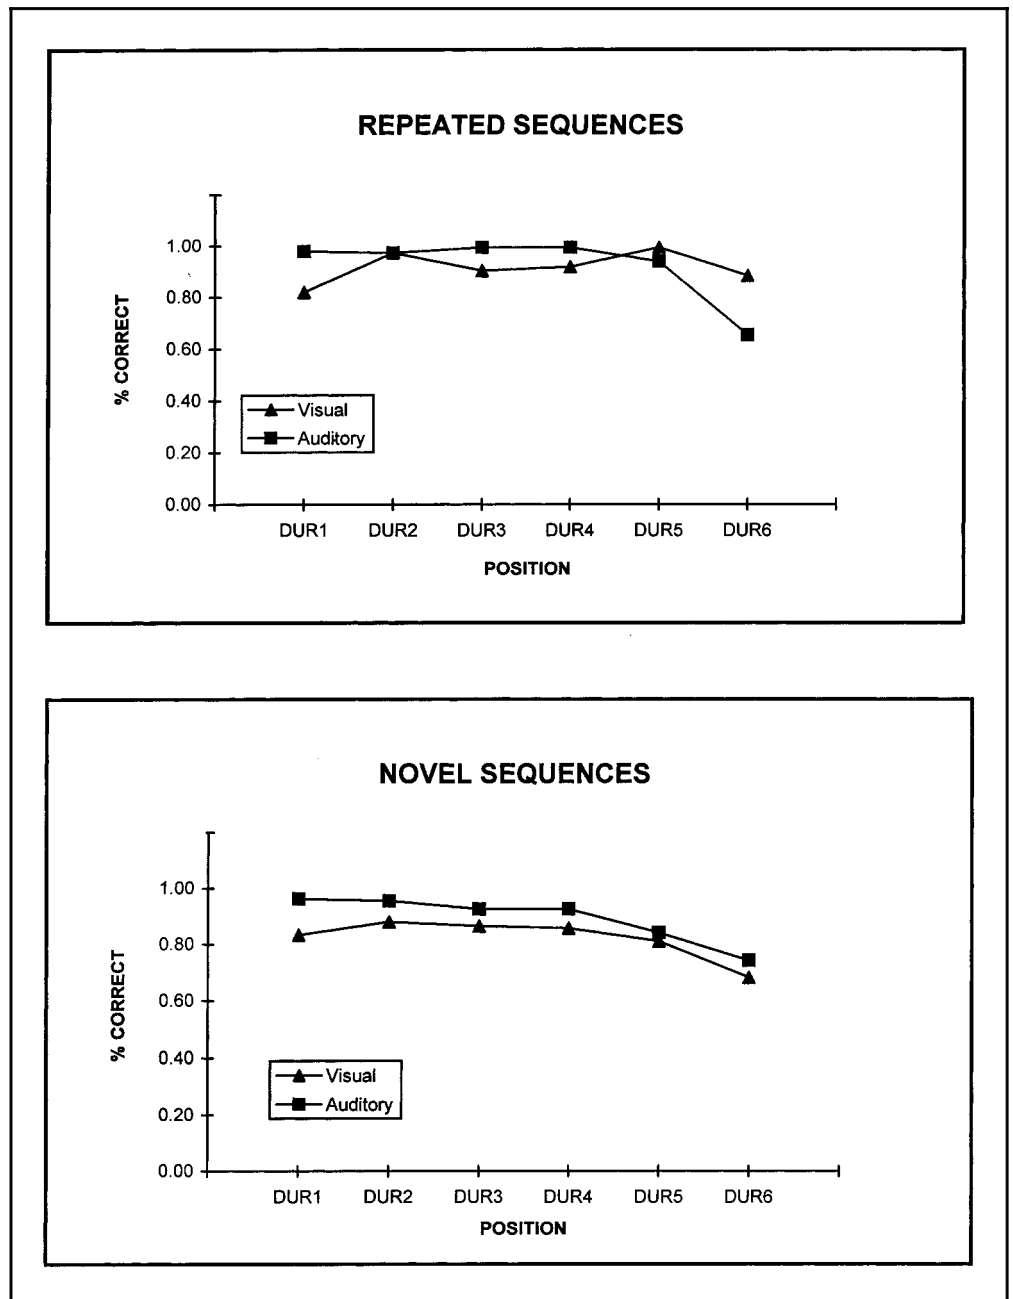 REPEATED SEQUENCES
1.00
0.80
0.60
0.40
0.20
0.00
% CORRECT
Visual
Auditory
DUR1 DUR2 DUR3 DUR4 DUR5 DUR6
POSITION
NOVEL SEQUENCES
1.00
0.80
0.60
0.40
0.20
0.00
% CORRECT
Visual
Auditory
DUR1 DUR2 DUR3 DUR4 DUR5 DUR6
POSITION